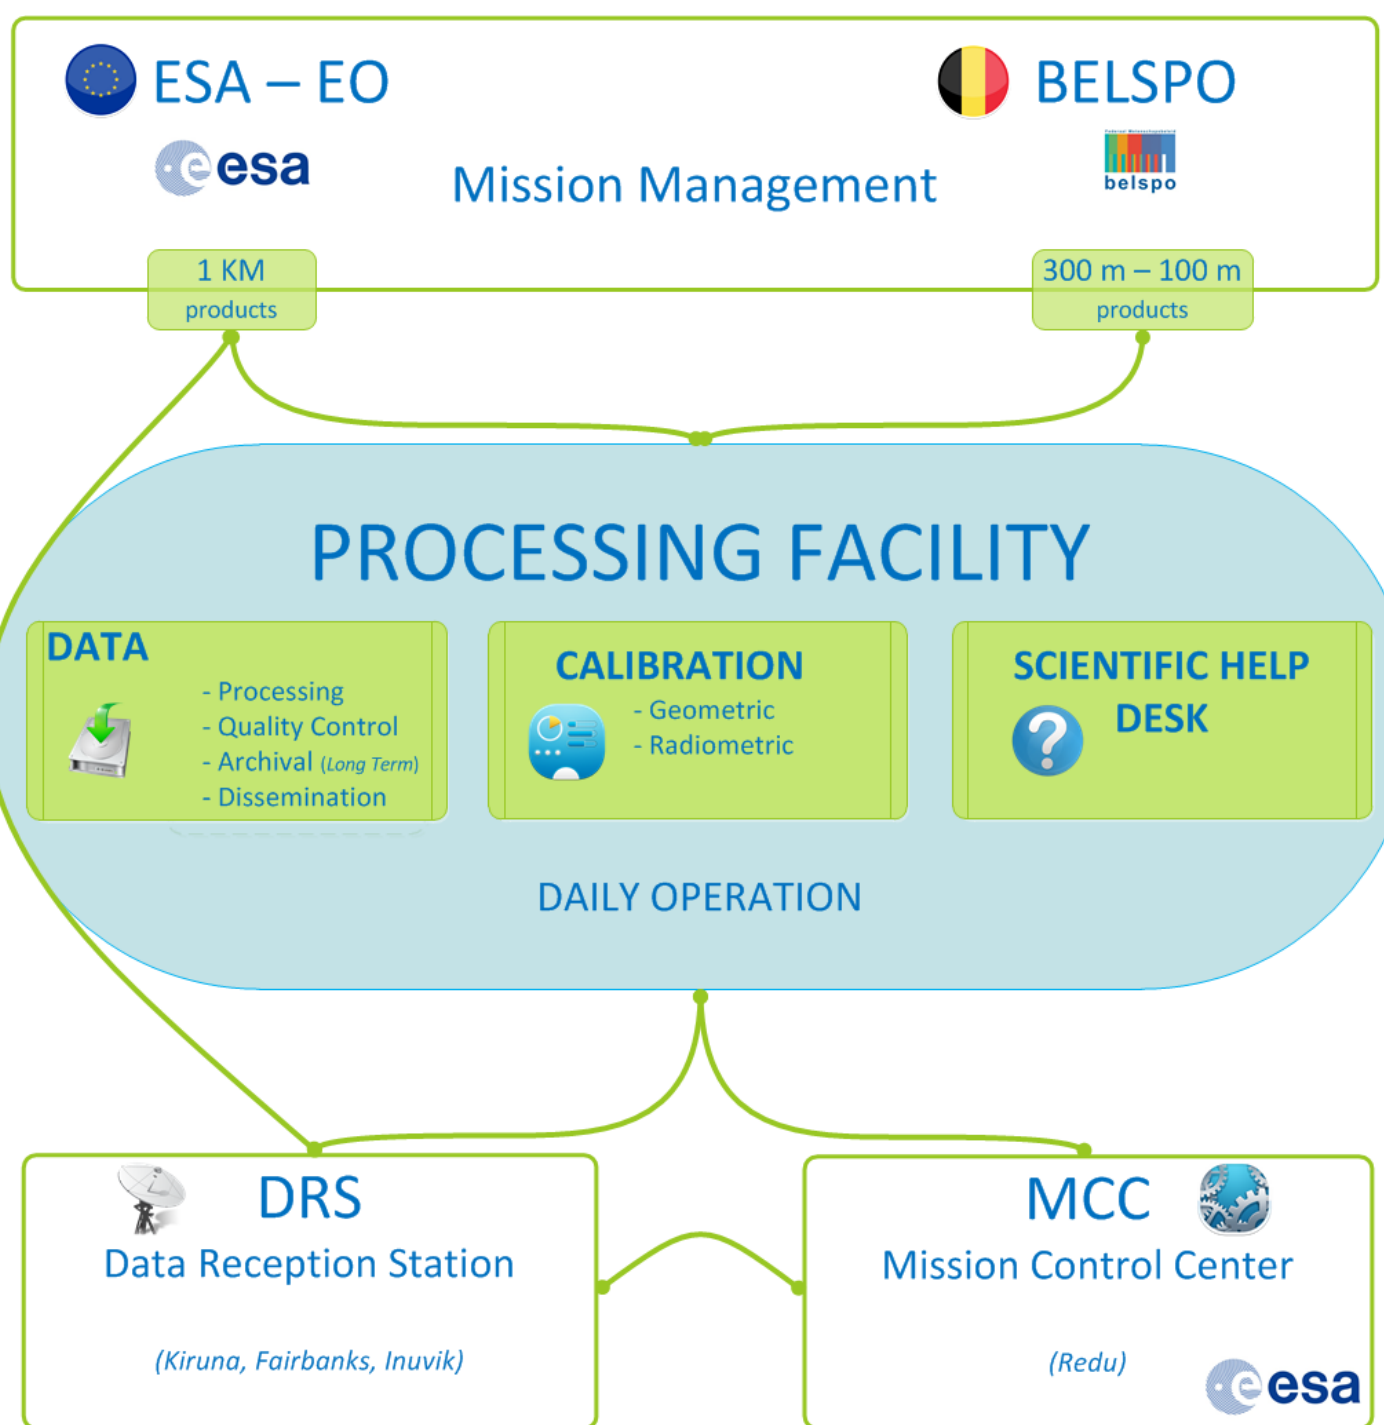 ESA – EO
BELSPO
esa
belspo
Mission Management
1 KM
products
300 m – 100 m
products
PROCESSING FACILITY
DATA
- Processing
- Quality Control
- Archival (Long Term)
- Dissemination
CALIBRATION
- Geometric
- Radiometric
SCIENTIFIC HELP
DESK
DAILY OPERATION
DRS
Data Reception Station
(Kiruna, Fairbanks, Inuvik)
MCC
Mission Control Center
(Redu)
esa